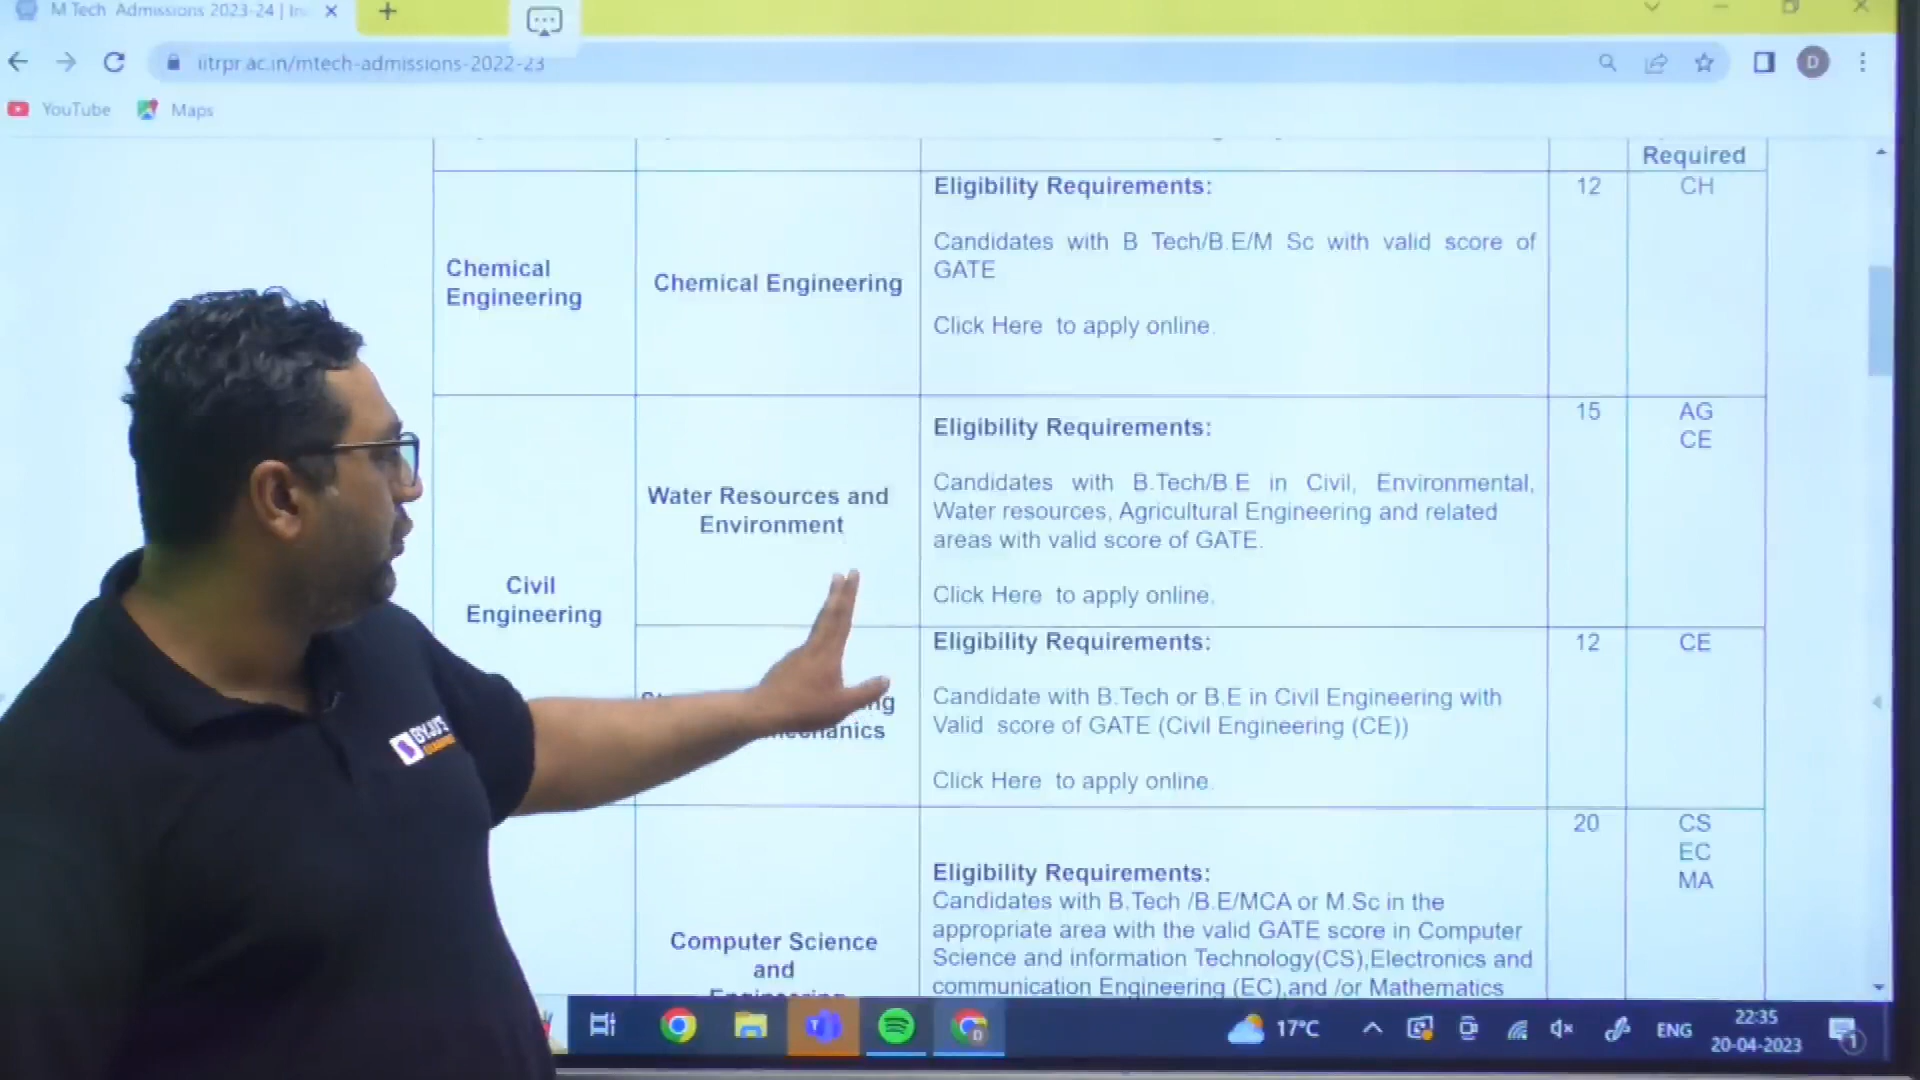 M Tech Admissions 2023-24 | In
iitrpr.ac.in/mtech-admissions-2022-23
D
YouTube
Maps
Required
Chemical
Engineering
Chemical Engineering
Eligibility Requirements:
Candidates with B Tech/B.E/M Sc with valid score of
GATE
Click Here to apply online.
12
CH
Civil
Engineering
Water Resources and
Environment
Eligibility Requirements:
Candidates with B.Tech/B.E in Civil, Environmental,
Water resources, Agricultural Engineering and related
areas with valid score of GATE.
Click Here to apply online.
15
AG
CE
Eligibility Requirements:
Candidate with B.Tech or B.E in Civil Engineering with
Valid score of GATE (Civil Engineering (CE))
Click Here to apply online.
12
CE
Computer Science
and
Engineering
Eligibility Requirements:
Candidates with B.Tech /B.E/MCA or M.Sc in the
appropriate area with the valid GATE score in Computer
Science and information Technology(CS),Electronics and
communication Engineering (EC),and /or Mathematics
20
CS
EC
MA
BYJU'S
17°C
ENG
22:35
20-04-2023
1